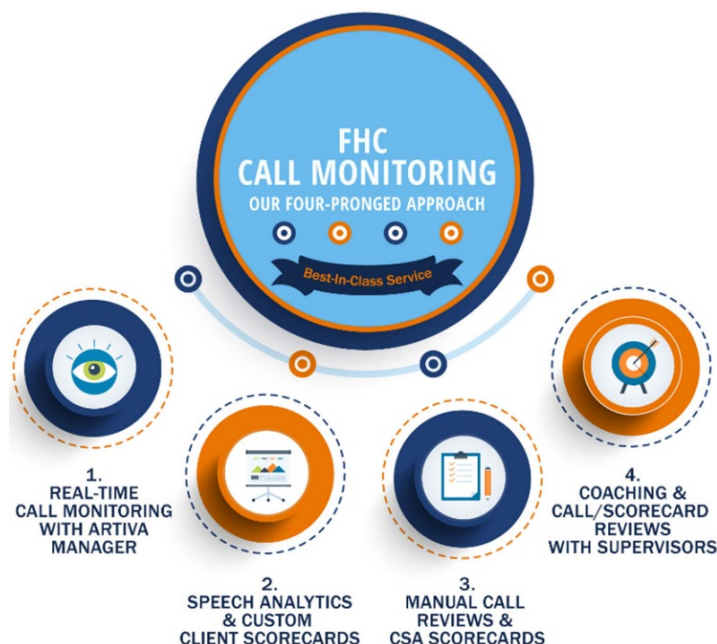 FHC
CALL MONITORING
OUR FOUR-PRONGED APPROACH
Best-In-Class Service
1.
REAL-TIME
CALL MONITORING
WITH ARTIVA
MANAGER
2.
SPEECH ANALYTICS
& CUSTOM
CLIENT SCORECARDS
3.
MANUAL CALL
REVIEWS &
CSA SCORECARDS
4.
COACHING &
CALL/SCORECARD
REVIEWS
WITH SUPERVISORS